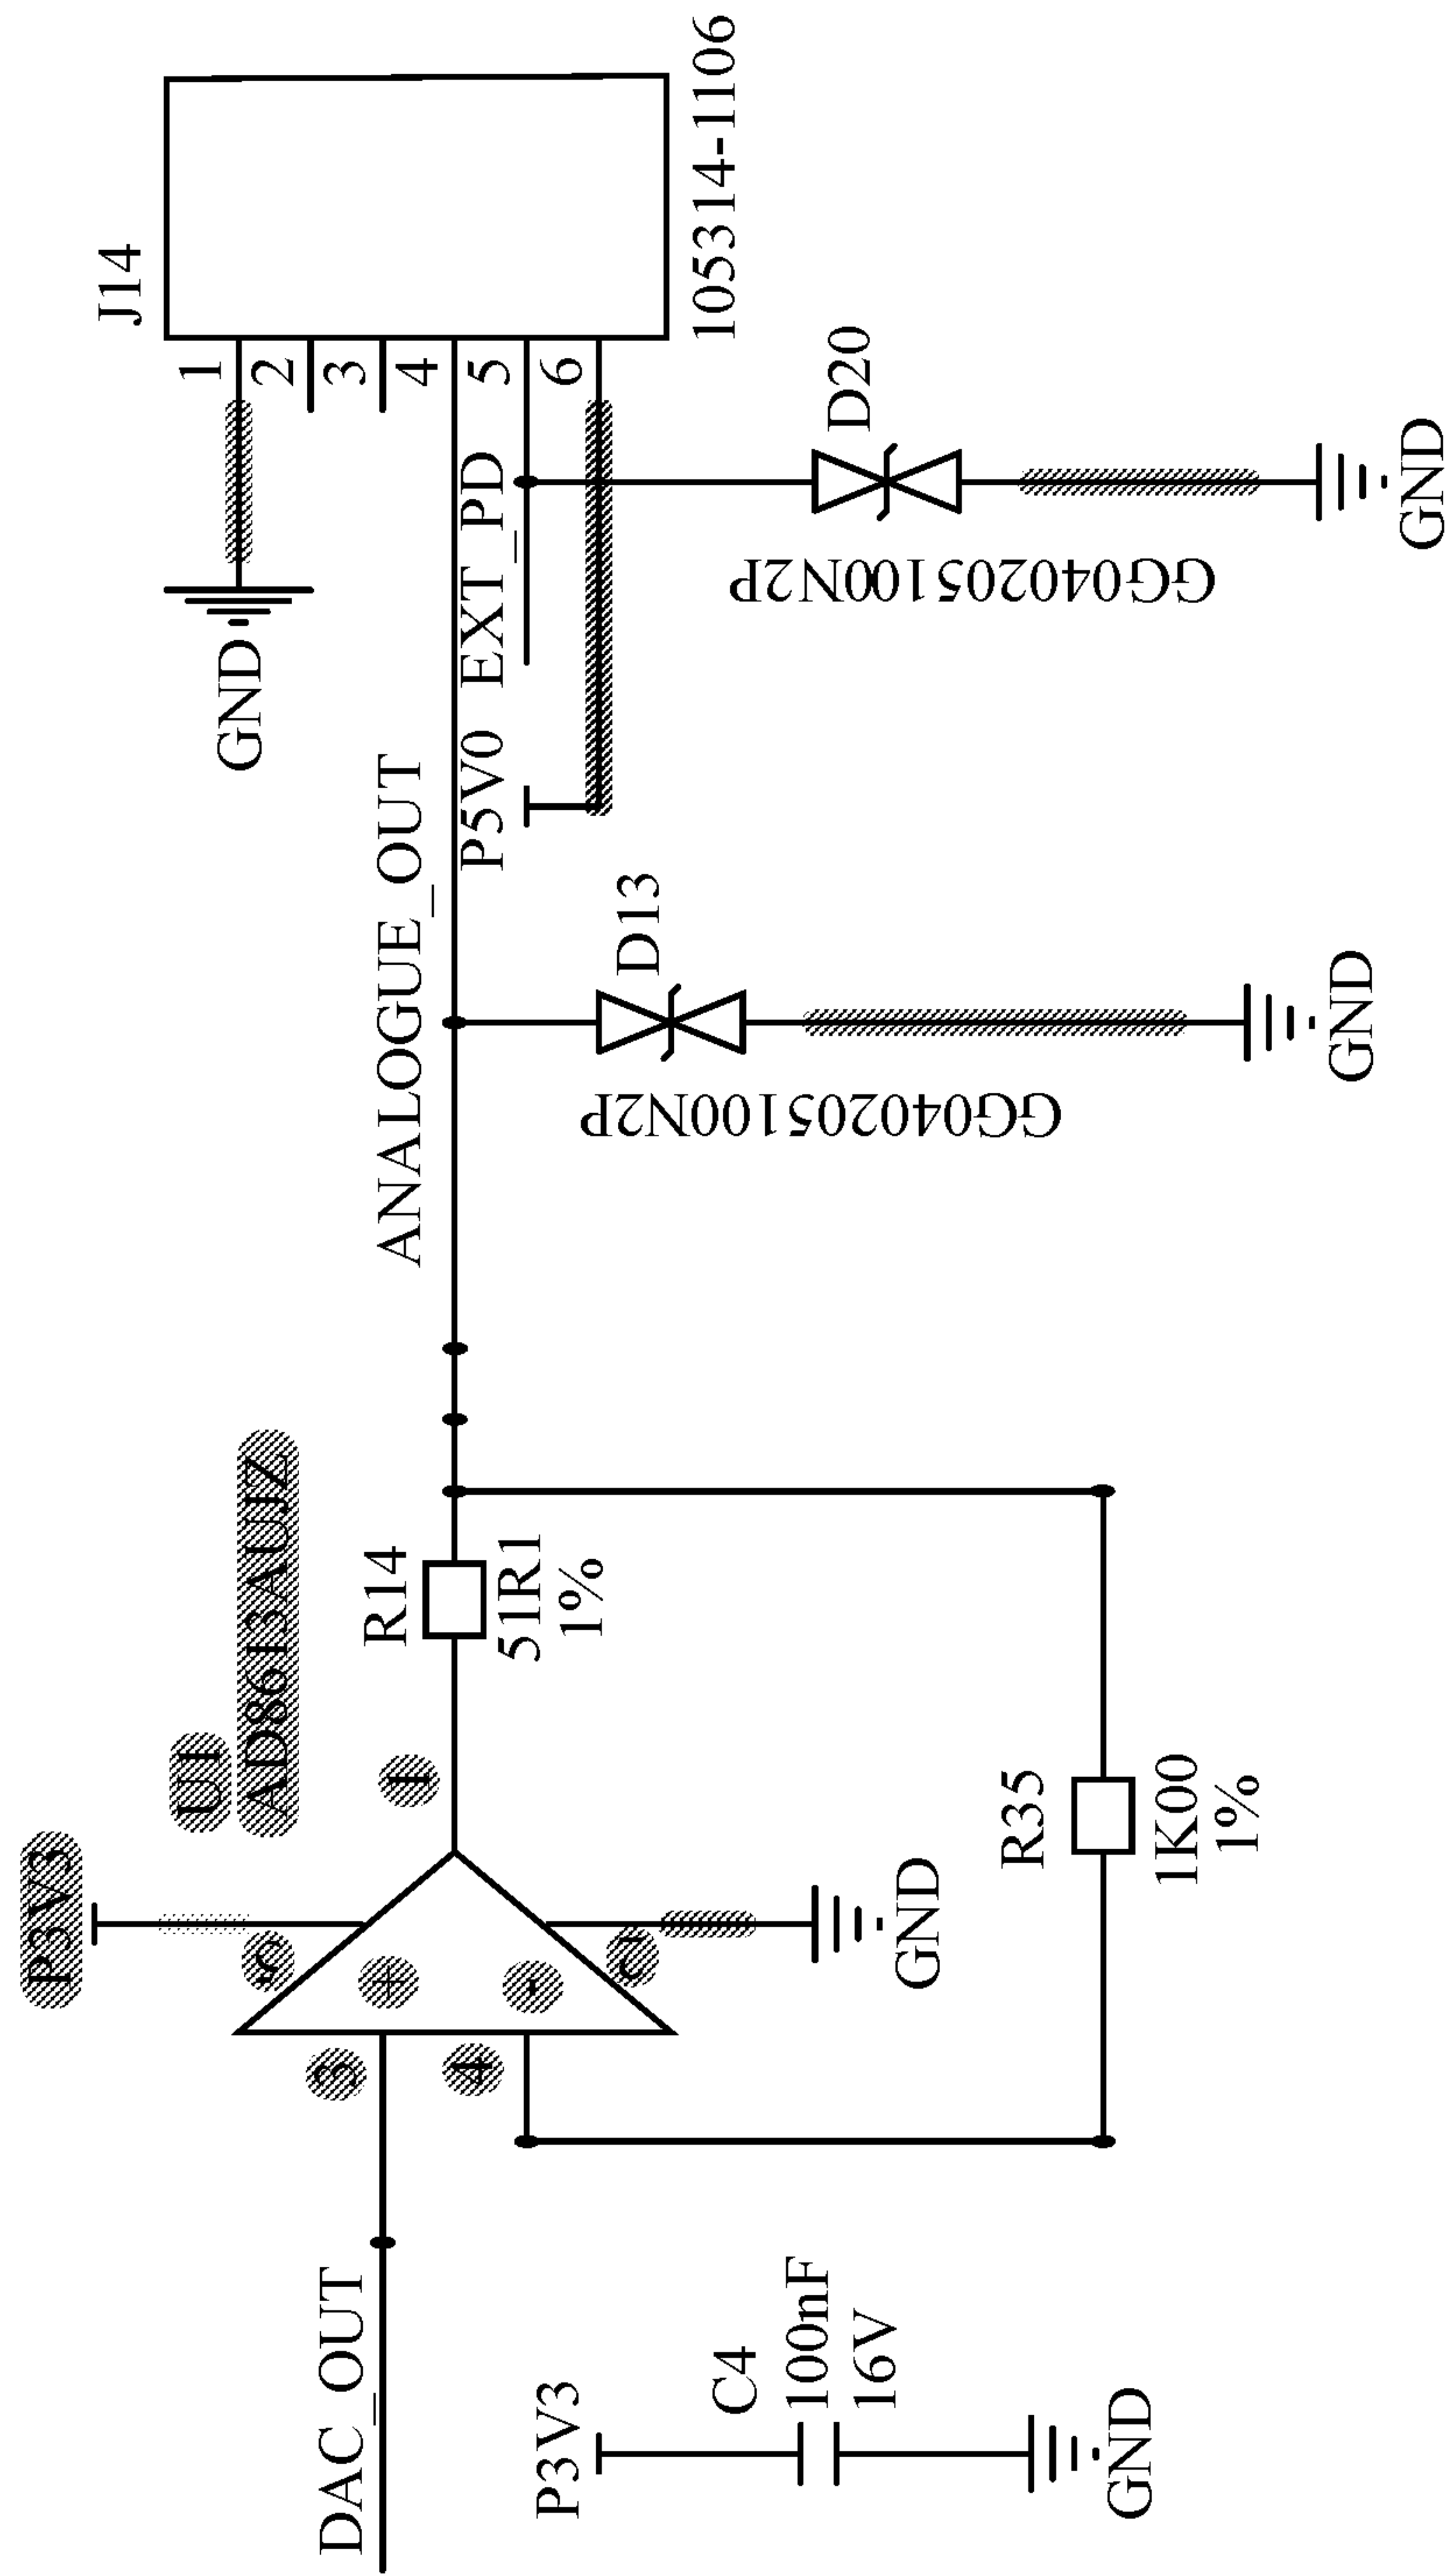 P3V3
U1
AD8613AUJZ
J14
1
2
3
4
5
6
GND
105314-1106
DAC_OUT
3
4
5
2
+
-
1
R14
51R1
1%
ANALOGUE_OUT
P5V0
EXT_PD
D13
GG040205100N2P
GND
D20
GG040205100N2P
GND
GND
R35
1K00
1%
P3V3
C4
100nF
16V
GND